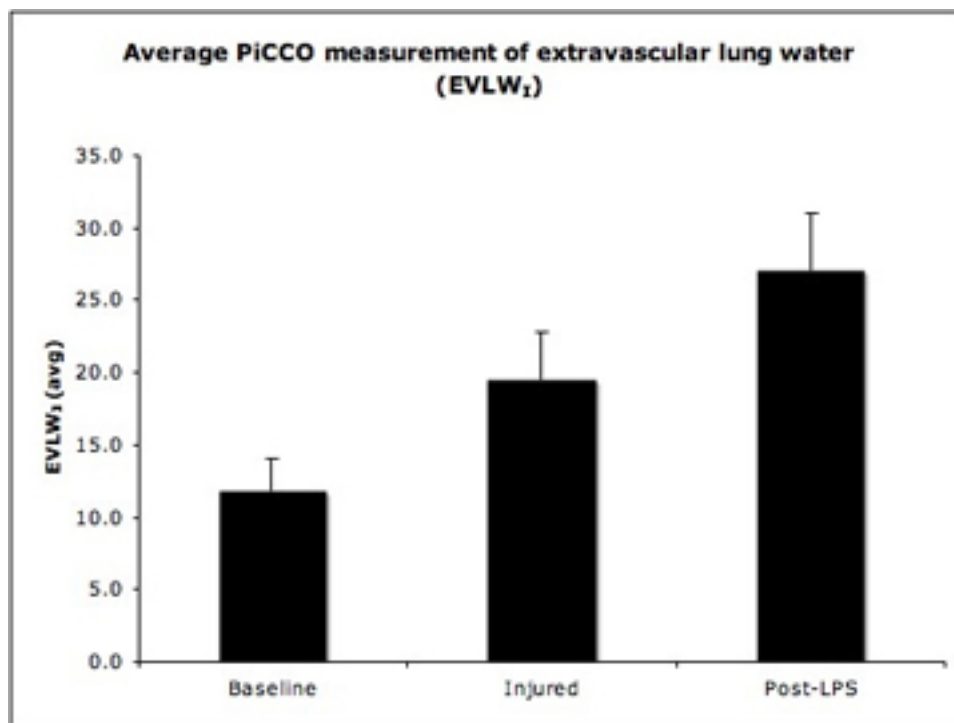 Average PiCCO measurement of extravascular lung water
(EVLWI)
35.0
30.0
25.0
20.0
15.0
10.0
5.0
0.0
EVLWI (avg)
Baseline
Injured
Post-LPS